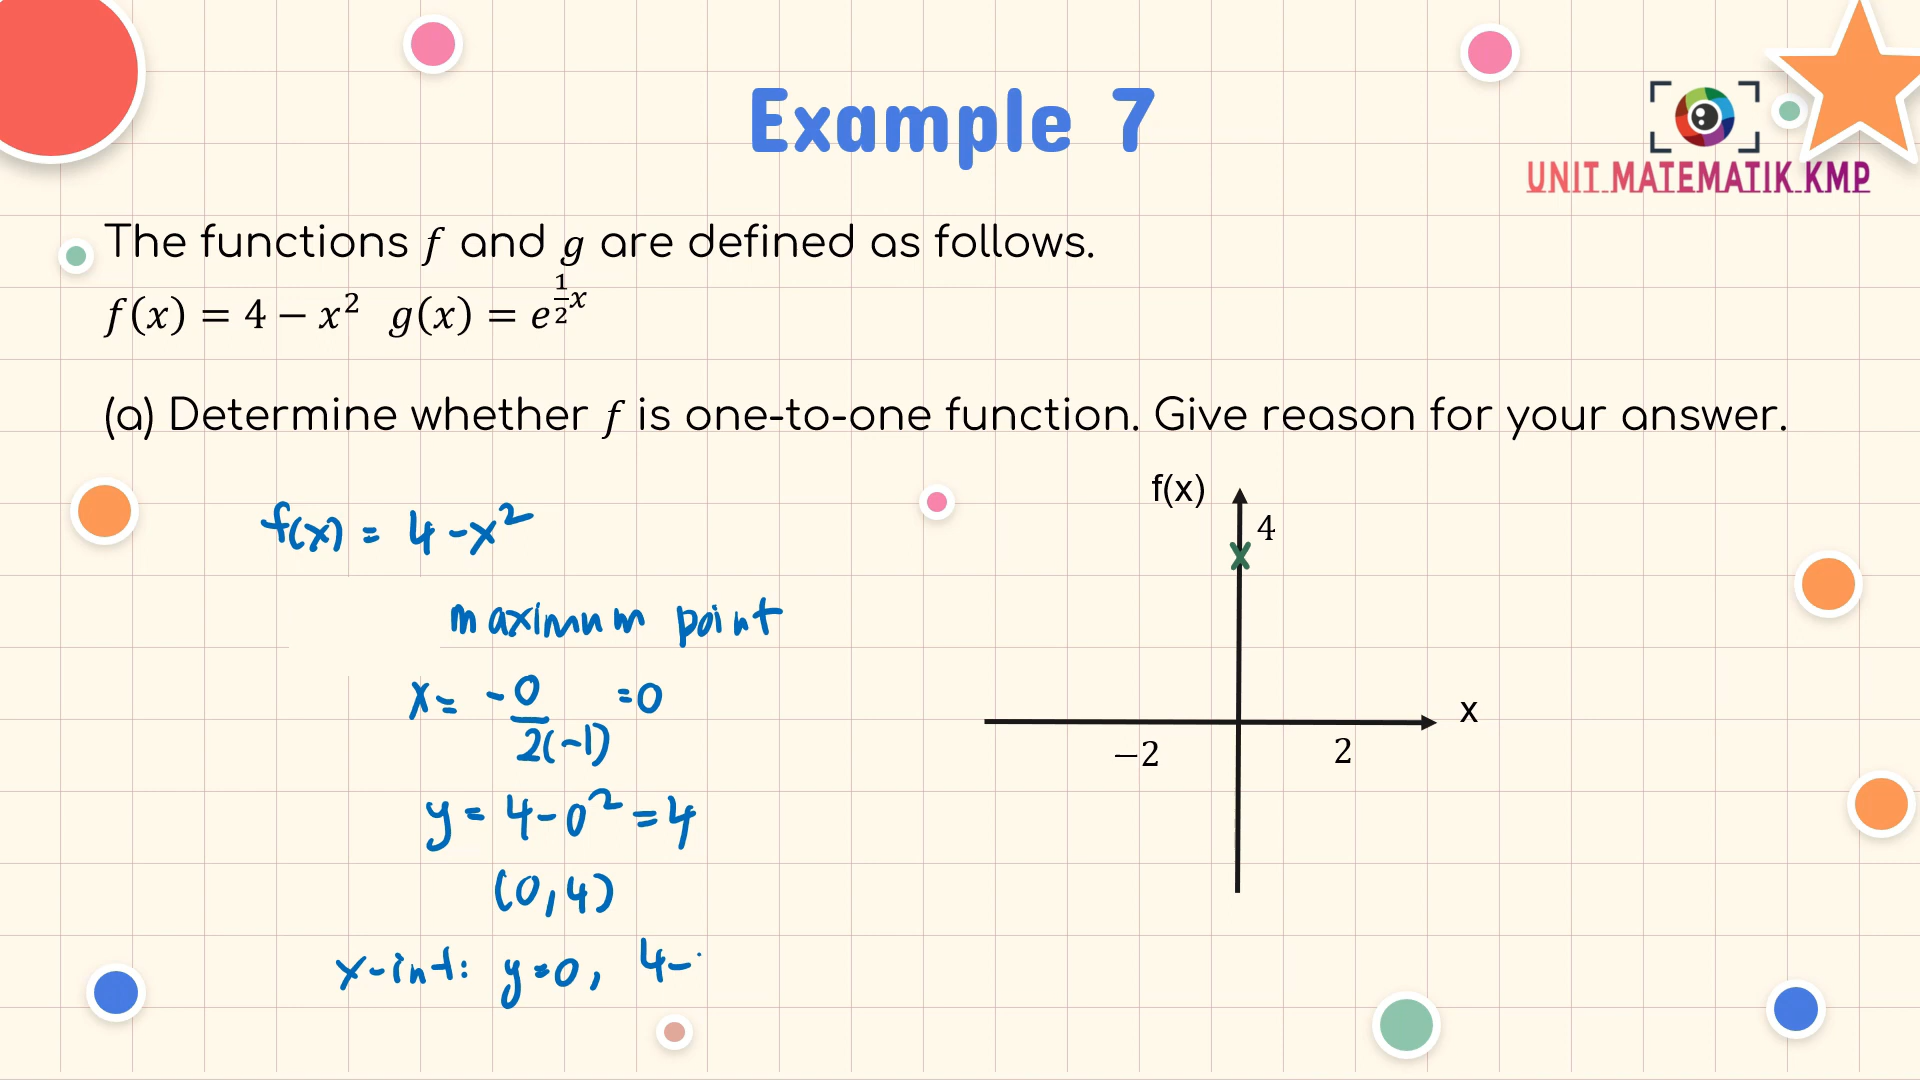 Example 7
UNIT MATEMATIK KMP
The functions f and g are defined as follows.
f(x) = 4 − x² g(x) = e^{\frac{1}{2}x}
(a) Determine whether f is one-to-one function. Give reason for your answer.
f(x) = 4 - x²
maximum point
x = -0/2(-1) = 0
y = 4 - 0² = 4
(0, 4)
x-int: y=0, 4-
f(x)
4
x
−2 2